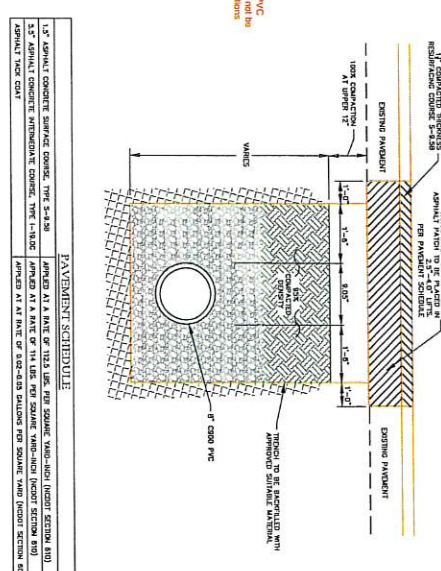 PVC
not be
1½" COMPACTED THICKNESS
RESURFACING COURSE S-9.5B
ASPHALT PATCH TO BE PLACED IN
2.5"-4.0" LIFTS,
PER PAVEMENT SCHEDULE
EXISTING PAVEMENT
EXISTING PAVEMENT
100% COMPACTION
AT UPPER 12"
1'-0"
1'-6"
9.05"
1'-6"
1'-0"
VARIES
95%
COMPACTED
DENSITY
TRENCH TO BE BACKFILLED WITH
APPROVED SUITABLE MATERIAL
8" C900 PVC
PAVEMENT SCHEDULE
1.5" ASPHALT CONCRETE SURFACE COURSE, TYPE S-9.5B APPLIED AT A RATE OF 112.5 LBS. PER SQUARE YARD-INCH (NCDOT SECTION 610)
5.5" ASPHALT CONCRETE INTERMEDIATE COURSE, TYPE I-19.0C APPLIED AT A RATE OF 114 LBS. PER SQUARE YARD-INCH (NCDOT SECTION 610)
ASPHALT TACK COAT APPLIED AT AT RATE OF 0.02-0.05 GALLONS PER SQUARE YARD (NCDOT SECTION 60